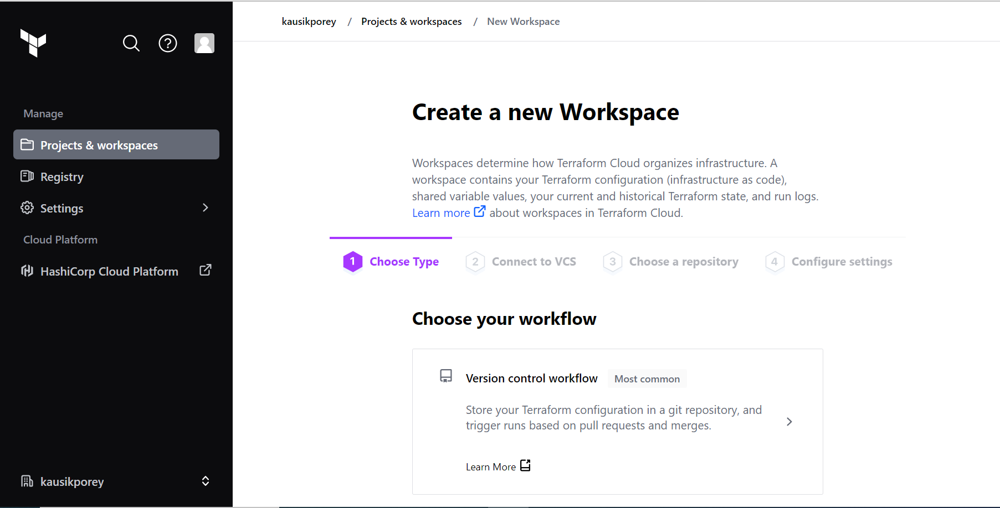 kausikporey / Projects & workspaces / New Workspace
Manage
Projects & workspaces
Registry
Settings
Cloud Platform
HashiCorp Cloud Platform
kausikporey
Create a new Workspace
Workspaces determine how Terraform Cloud organizes infrastructure. A
workspace contains your Terraform configuration (infrastructure as code),
shared variable values, your current and historical Terraform state, and run logs.
Learn more about workspaces in Terraform Cloud.
1 Choose Type 2 Connect to VCS 3 Choose a repository 4 Configure settings
Choose your workflow
Version control workflow Most common
Store your Terraform configuration in a git repository, and
trigger runs based on pull requests and merges.
Learn More